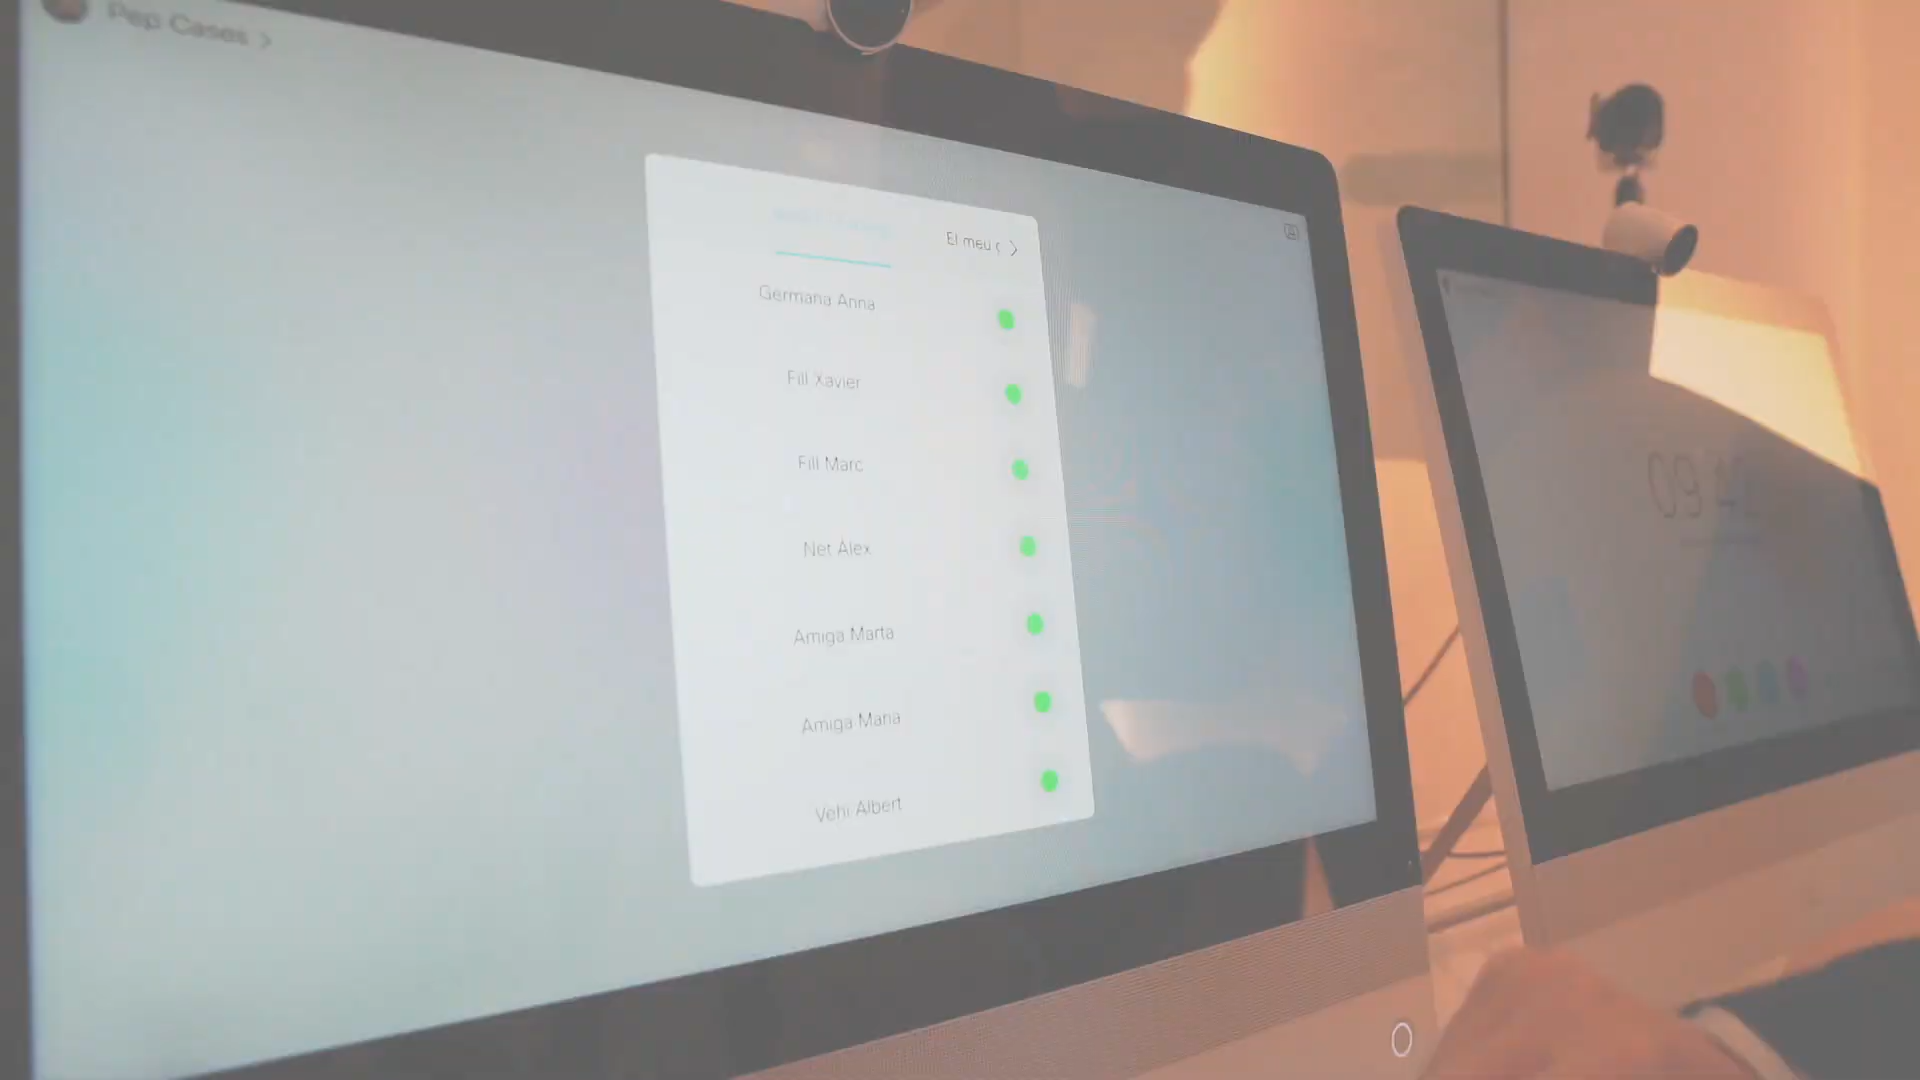 Pep Cases >
El meu
Germana Anna
Fill Xavier
Fill Marc
Net Alex
Amiga Marta
Amiga Maria
Vehi Albert